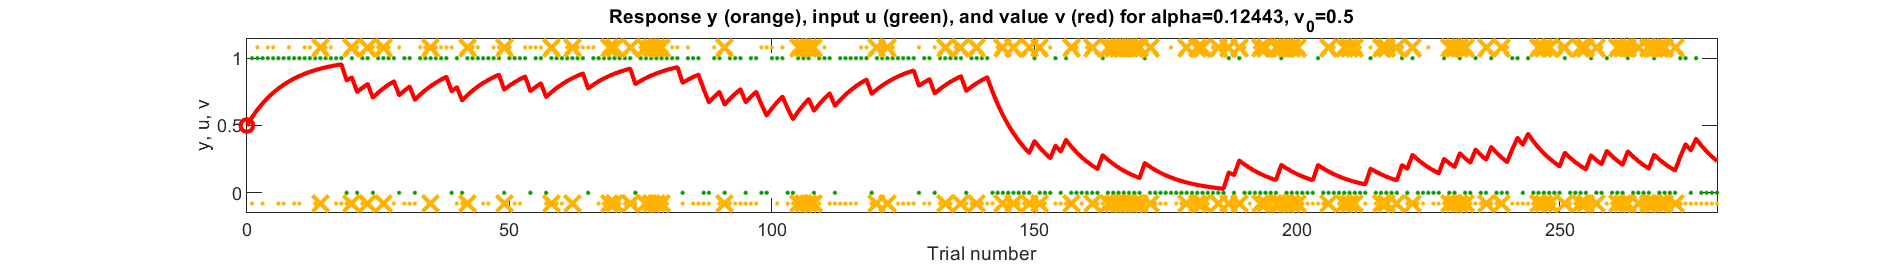 Response y (orange), input u (green), and value v (red) for alpha=0.12443, v_0=0.5
y, u, v
1
0.5
0
0 50 100 150 200 250
Trial number